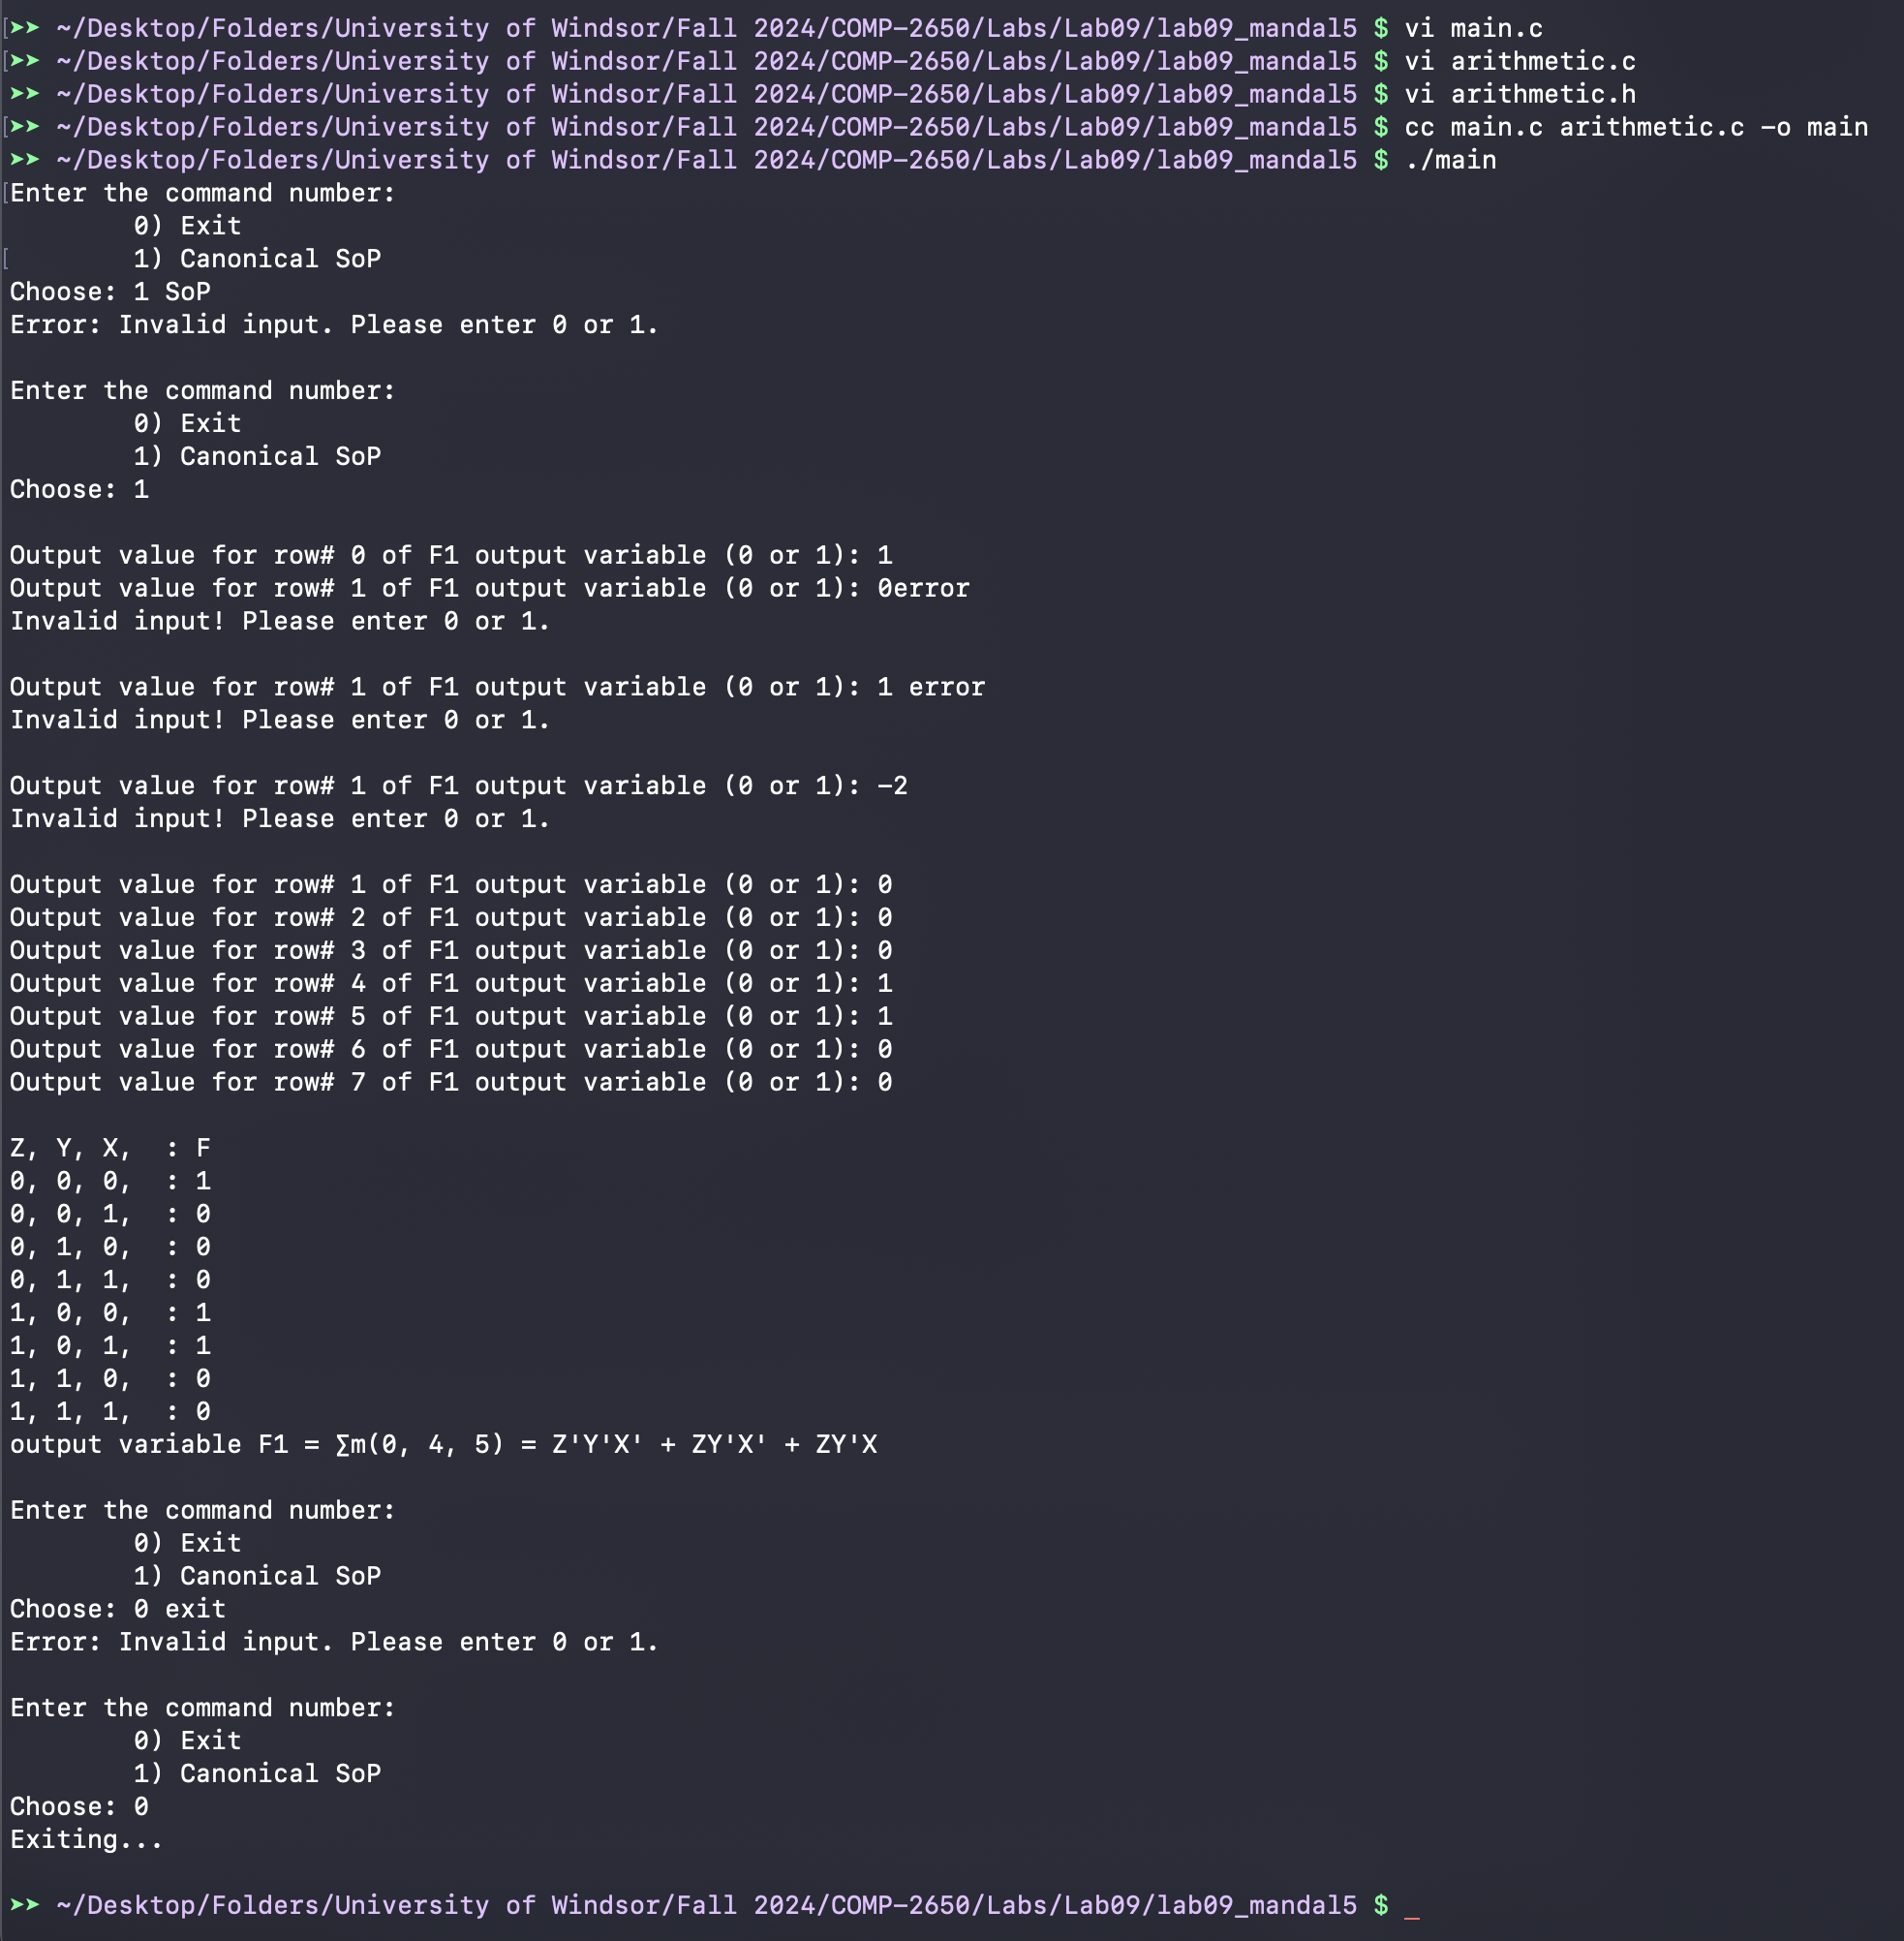 ➤➤ ~/Desktop/Folders/University of Windsor/Fall 2024/COMP-2650/Labs/Lab09/lab09_mandal5 $ vi main.c
➤➤ ~/Desktop/Folders/University of Windsor/Fall 2024/COMP-2650/Labs/Lab09/lab09_mandal5 $ vi arithmetic.c
➤➤ ~/Desktop/Folders/University of Windsor/Fall 2024/COMP-2650/Labs/Lab09/lab09_mandal5 $ vi arithmetic.h
➤➤ ~/Desktop/Folders/University of Windsor/Fall 2024/COMP-2650/Labs/Lab09/lab09_mandal5 $ cc main.c arithmetic.c -o main
➤➤ ~/Desktop/Folders/University of Windsor/Fall 2024/COMP-2650/Labs/Lab09/lab09_mandal5 $ ./main
Enter the command number:
        0) Exit
        1) Canonical SoP
Choose: 1 SoP
Error: Invalid input. Please enter 0 or 1.

Enter the command number:
        0) Exit
        1) Canonical SoP
Choose: 1

Output value for row# 0 of F1 output variable (0 or 1): 1
Output value for row# 1 of F1 output variable (0 or 1): 0error
Invalid input! Please enter 0 or 1.

Output value for row# 1 of F1 output variable (0 or 1): 1 error
Invalid input! Please enter 0 or 1.

Output value for row# 1 of F1 output variable (0 or 1): -2
Invalid input! Please enter 0 or 1.

Output value for row# 1 of F1 output variable (0 or 1): 0
Output value for row# 2 of F1 output variable (0 or 1): 0
Output value for row# 3 of F1 output variable (0 or 1): 0
Output value for row# 4 of F1 output variable (0 or 1): 1
Output value for row# 5 of F1 output variable (0 or 1): 1
Output value for row# 6 of F1 output variable (0 or 1): 0
Output value for row# 7 of F1 output variable (0 or 1): 0

Z, Y, X,  : F
0, 0, 0,  : 1
0, 0, 1,  : 0
0, 1, 0,  : 0
0, 1, 1,  : 0
1, 0, 0,  : 1
1, 0, 1,  : 1
1, 1, 0,  : 0
1, 1, 1,  : 0
output variable F1 = ∑m(0, 4, 5) = Z'Y'X' + ZY'X' + ZY'X

Enter the command number:
        0) Exit
        1) Canonical SoP
Choose: 0 exit
Error: Invalid input. Please enter 0 or 1.

Enter the command number:
        0) Exit
        1) Canonical SoP
Choose: 0
Exiting...

➤➤ ~/Desktop/Folders/University of Windsor/Fall 2024/COMP-2650/Labs/Lab09/lab09_mandal5 $ _